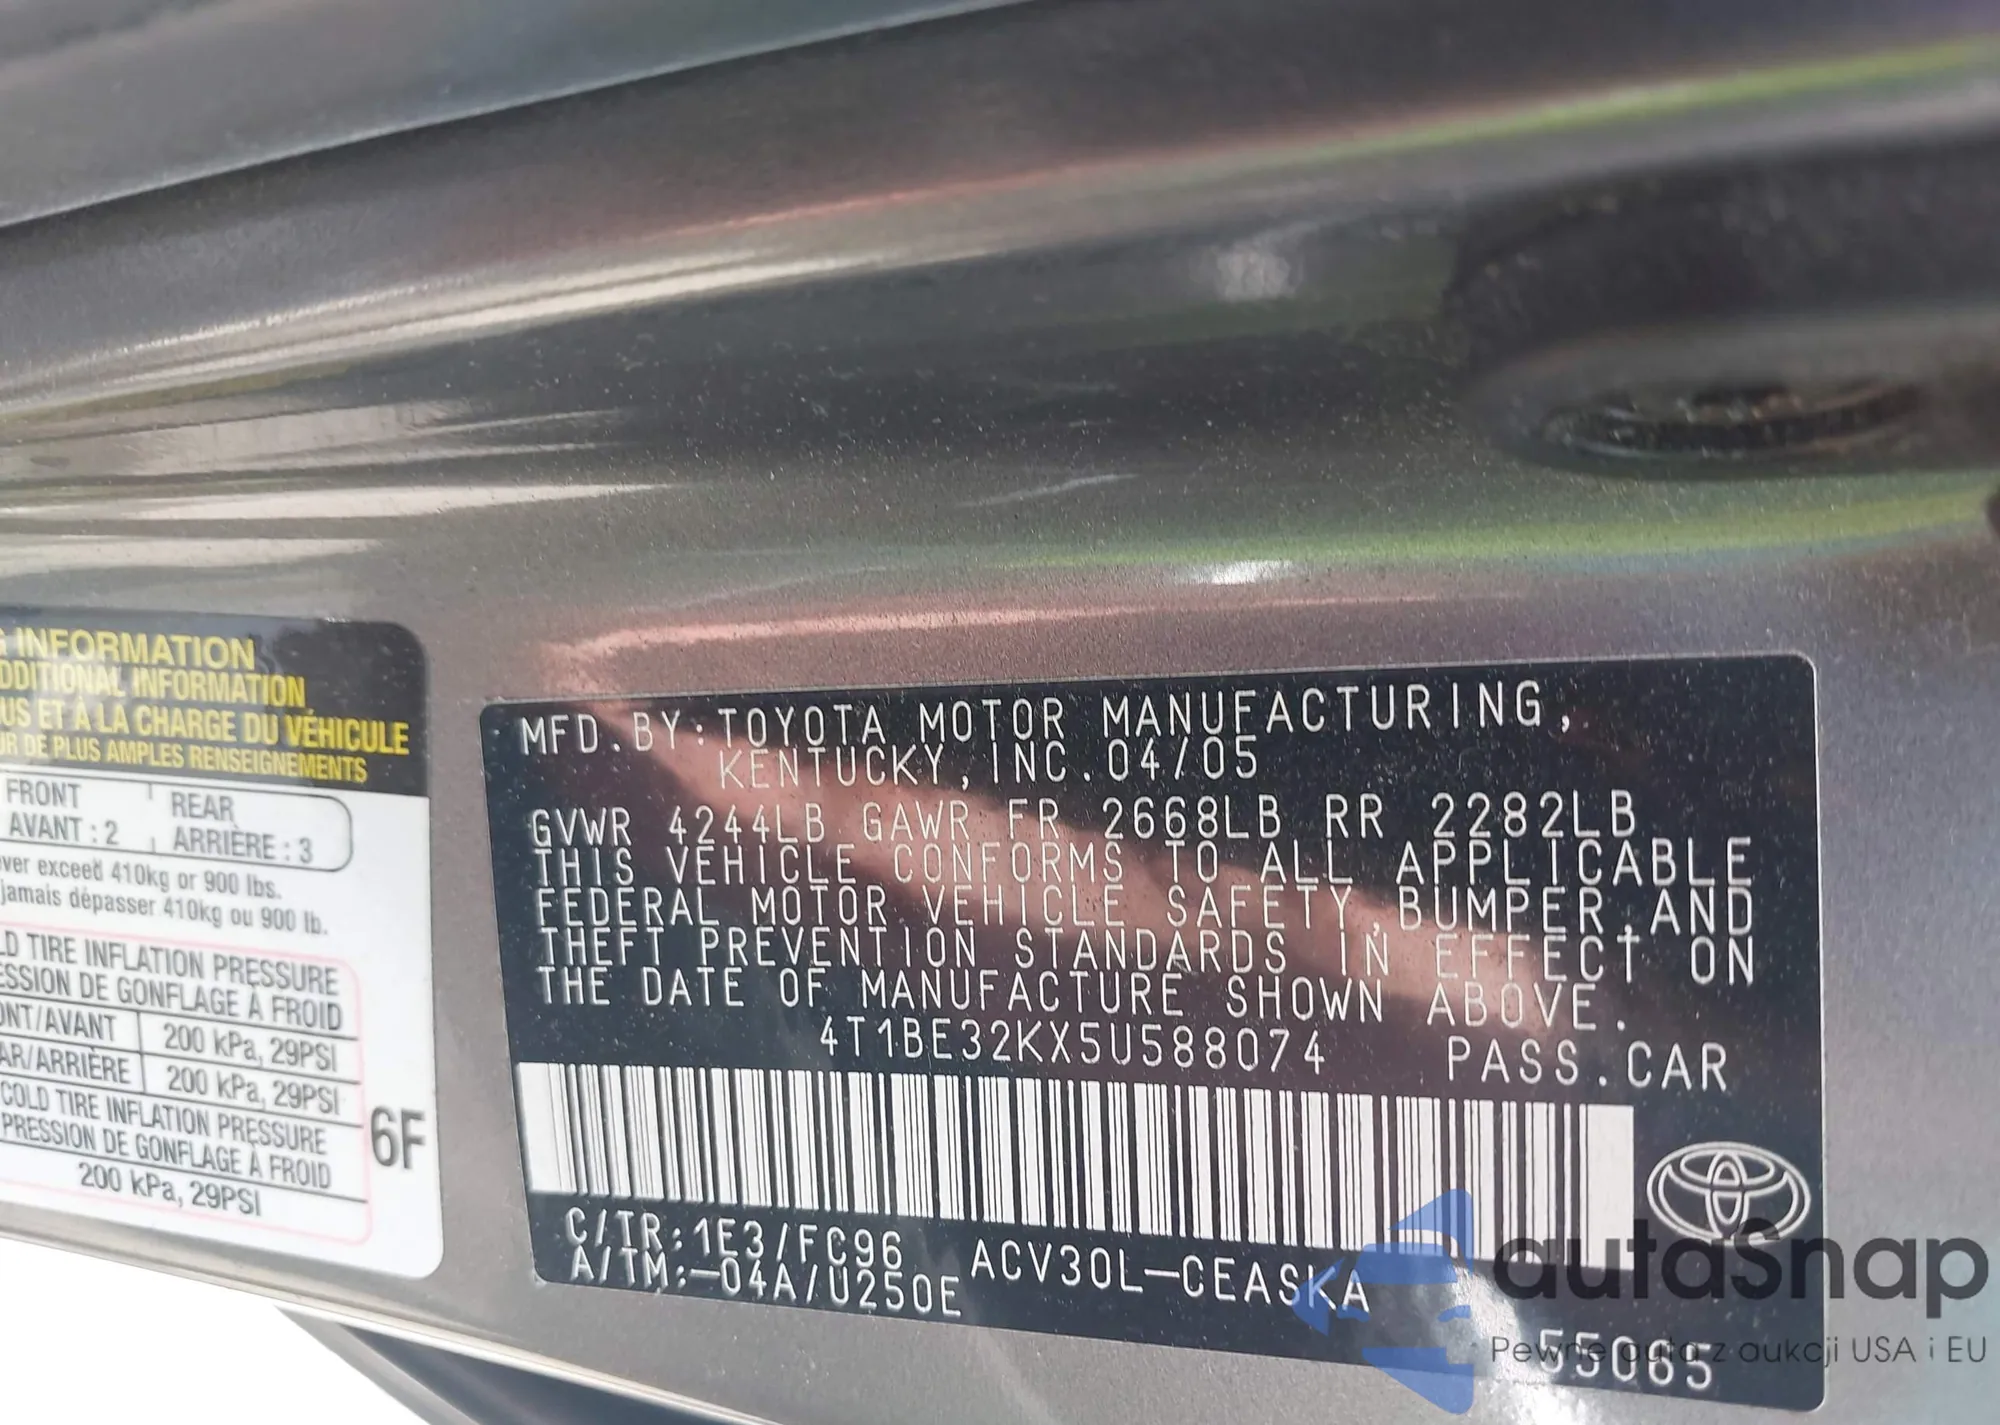 G INFORMATION
DDITIONAL INFORMATION
US ET À LA CHARGE DU VÉHICULE
UR DE PLUS AMPLES RENSEIGNEMENTS
FRONT REAR
AVANT : 2 ARRIÈRE : 3
ver exceed 410kg or 900 lbs.
jamais dépasser 410kg ou 900 lb.
LD TIRE INFLATION PRESSURE
ESSION DE GONFLAGE À FROID
ONT/AVANT 200 kPa, 29PSI
AR/ARRIÈRE 200 kPa, 29PSI
COLD TIRE INFLATION PRESSURE
PRESSION DE GONFLAGE À FROID
200 kPa, 29PSI
6F
MFD.BY:TOYOTA MOTOR MANUFACTURING,
KENTUCKY,INC.04/05
GVWR 4244LB GAWR FR 2668LB RR 2282LB
THIS VEHICLE CONFORMS TO ALL APPLICABLE
FEDERAL MOTOR VEHICLE SAFETY,BUMPER,AND
THEFT PREVENTION STANDARDS IN EFFECT ON
THE DATE OF MANUFACTURE SHOWN ABOVE.
4T1BE32KX5U588074 PASS.CAR
C/TR:1E3/FC96 ACV30L-CEASKA
A/TM:-04A/U250E
55065
autaSnap
Pewne auta z aukcji USA i EU